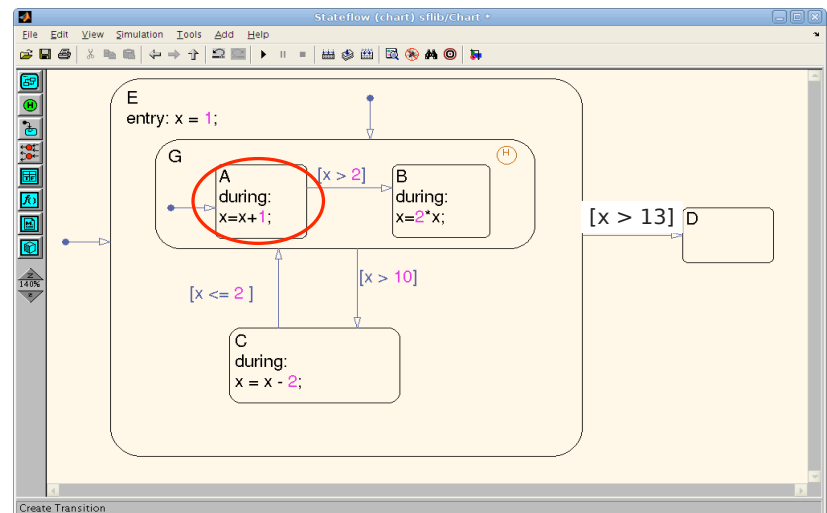 Stateflow (chart) sflib/Chart *
File Edit View Simulation Tools Add Help
E
entry: x = 1;
G
H
A
during:
x=x+1;
[x > 2]
B
during:
x=2*x;
[x > 13]
D
[x <= 2 ]
[x > 10]
C
during:
x = x - 2;
H
f()
Z
140%
z
Create Transition